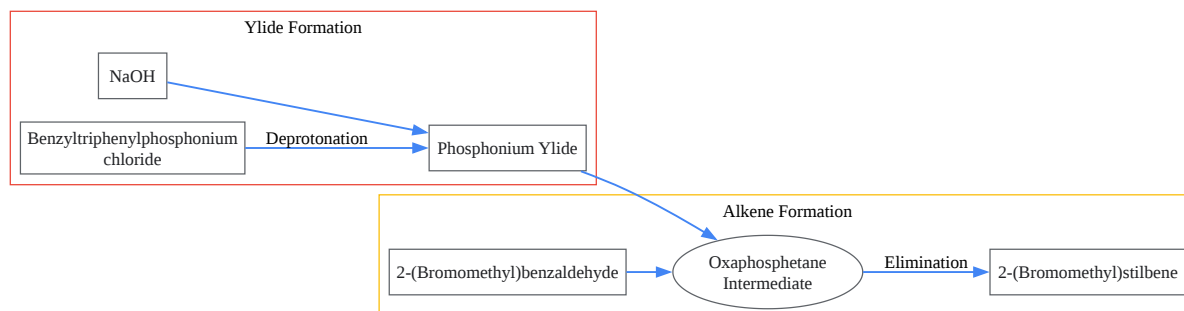 Ylide Formation
NaOH
Benzyltriphenylphosphonium
chloride
Deprotonation
Phosphonium Ylide
Alkene Formation
2-(Bromomethyl)benzaldehyde
Oxaphosphetane
Intermediate
Elimination
2-(Bromomethyl)stilbene